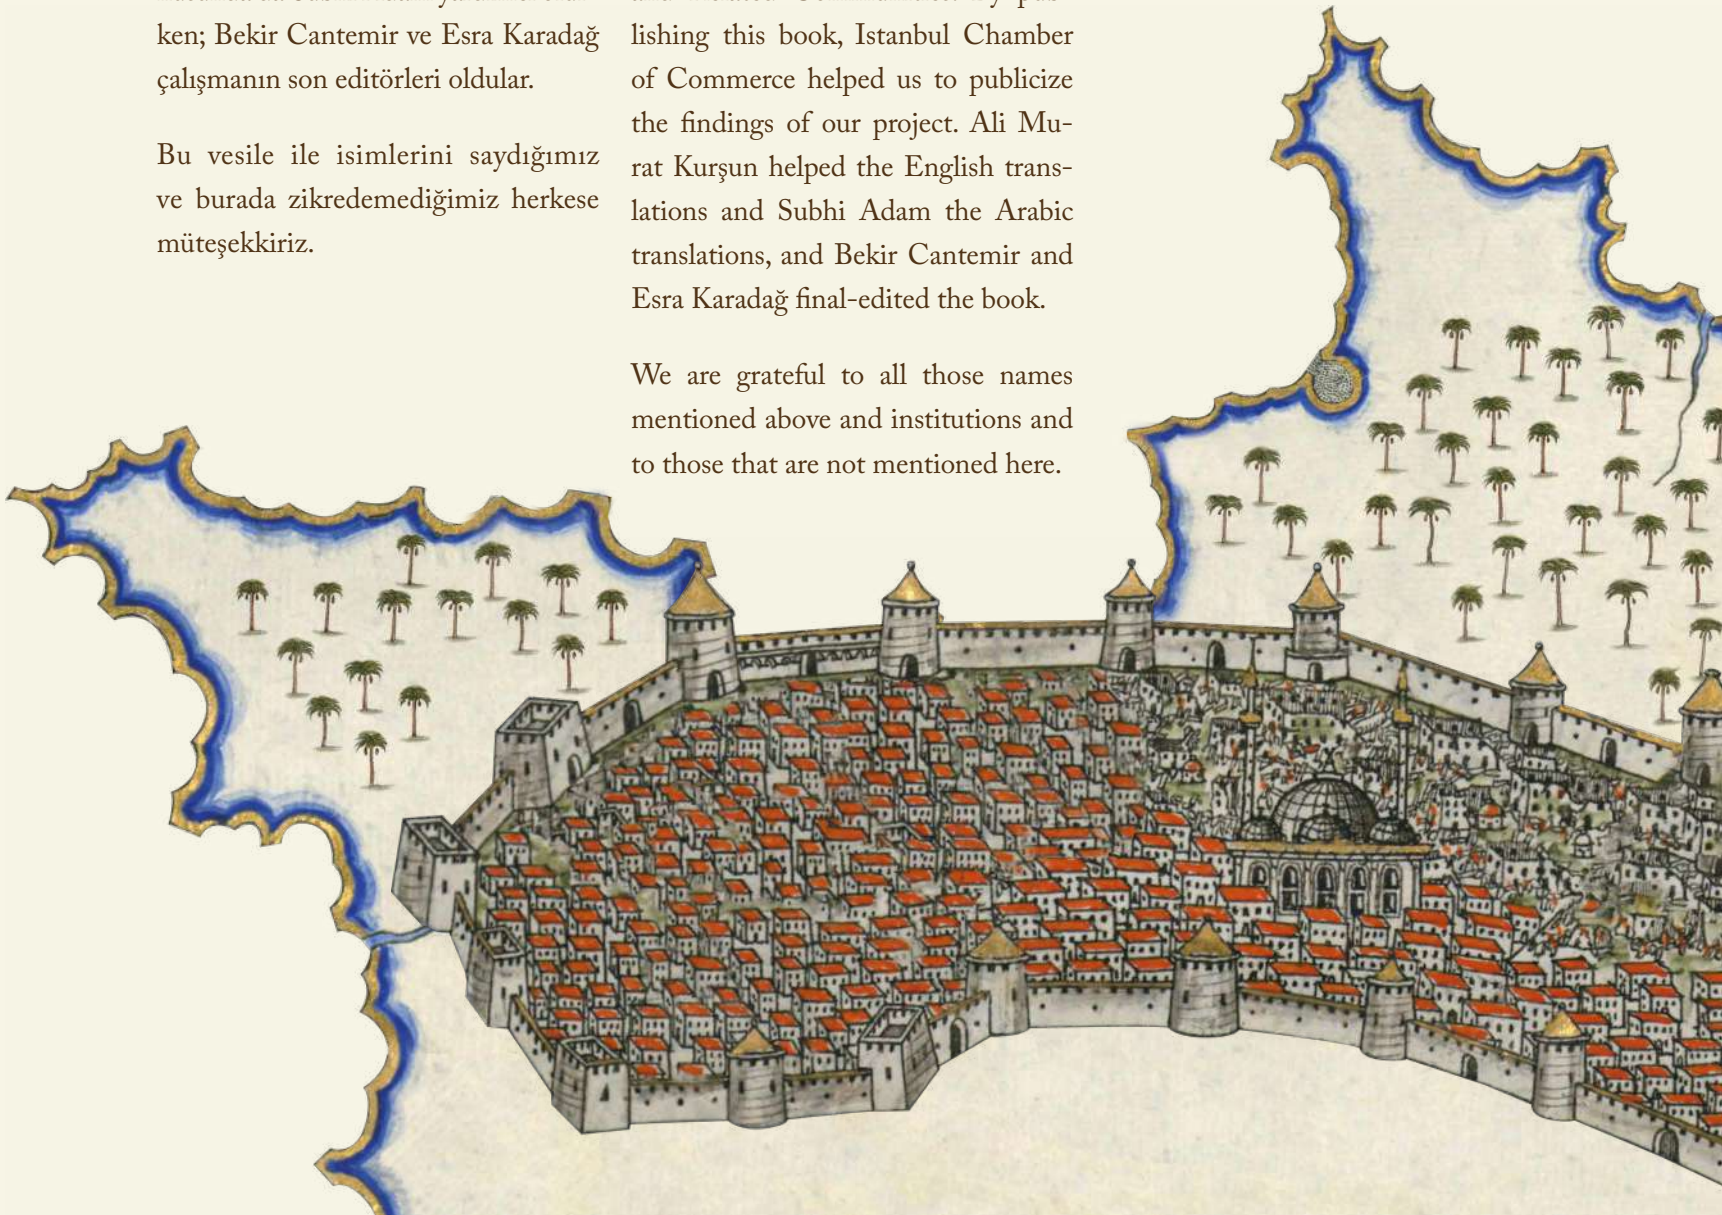 ken; Bekir Cantemir ve Esra Karadağ
çalışmanın son editörleri oldular.
Bu vesile ile isimlerini saydığımız
ve burada zikredemediğimiz herkese
müteşekkiriz.
lishing this book, Istanbul Chamber
of Commerce helped us to publicize
the findings of our project. Ali Mu-
rat Kurşun helped the English trans-
lations and Subhi Adam the Arabic
translations, and Bekir Cantemir and
Esra Karadağ final-edited the book.
We are grateful to all those names
mentioned above and institutions and
to those that are not mentioned here.